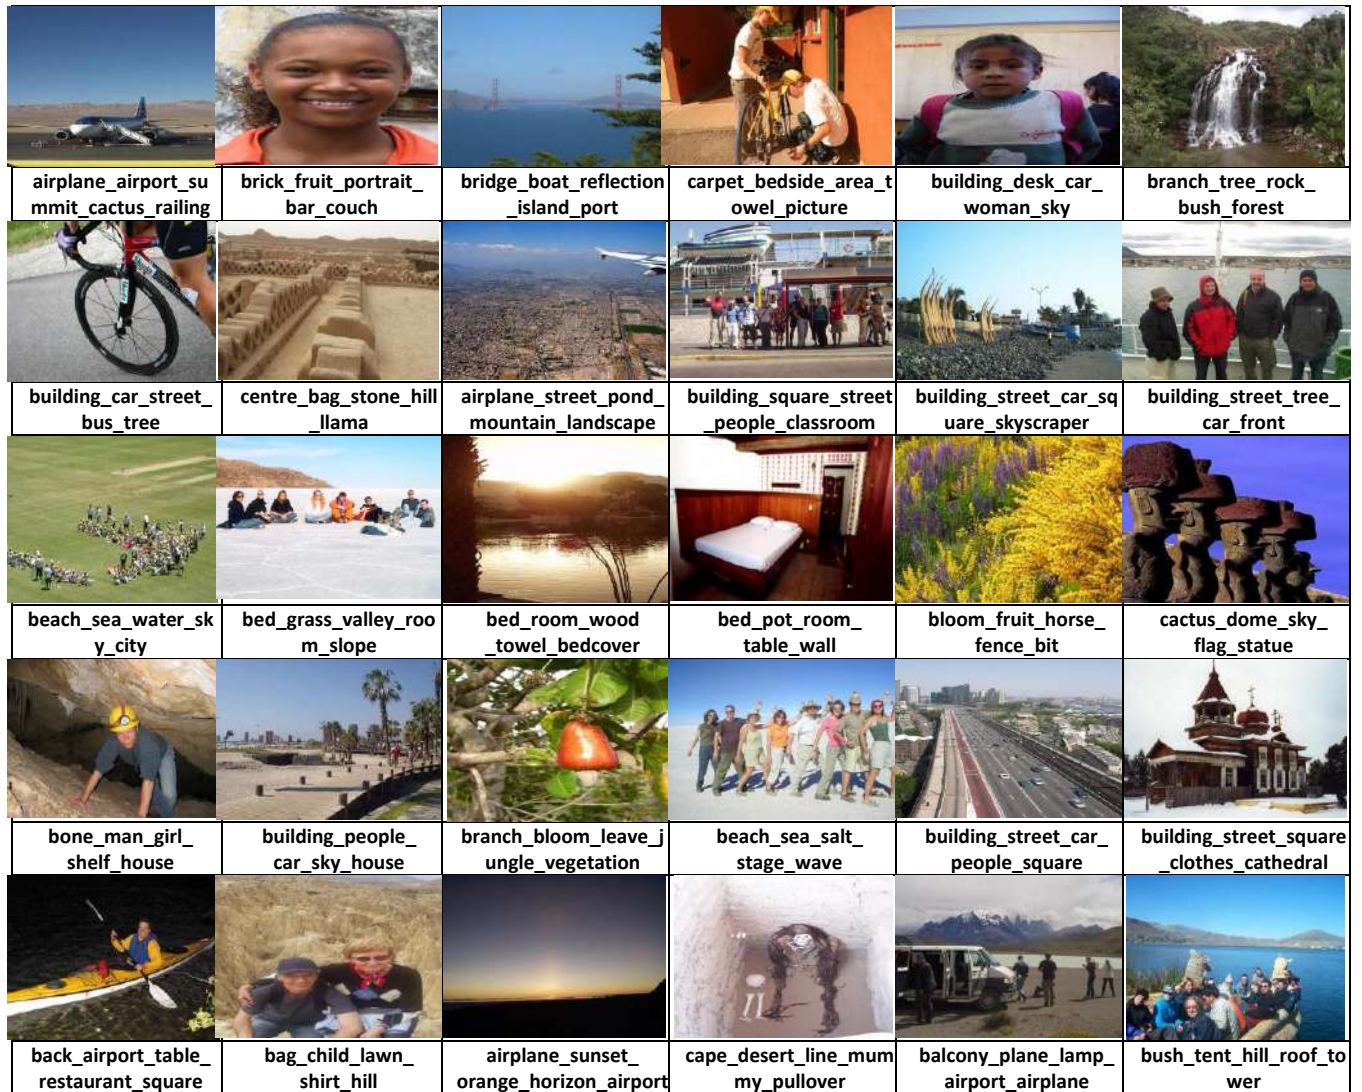 airplane_airport_su
mmit_cactus_railing
brick_fruit_portrait_
bar_couch
bridge_boat_reflection
_island_port
carpet_bedside_area_t
owel_picture
building_desk_car_
woman_sky
branch_tree_rock_
bush_forest
building_car_street_
bus_tree
centre_bag_stone_hill
_llama
airplane_street_pond_
mountain_landscape
building_square_street
_people_classroom
building_street_car_sq
uare_skyscraper
building_street_tree_
car_front
beach_sea_water_sk
y_city
bed_grass_valley_roo
m_slope
bed_room_wood
_towel_bedcover
bed_pot_room_
table_wall
bloom_fruit_horse_
fence_bit
cactus_dome_sky_
flag_statue
bone_man_girl_
shelf_house
building_people_
car_sky_house
branch_bloom_leave_j
ungle_vegetation
beach_sea_salt_
stage_wave
building_street_car_
people_square
building_street_square
_clothes_cathedral
back_airport_table_
restaurant_square
bag_child_lawn_
shirt_hill
airplane_sunset_
orange_horizon_airport
cape_desert_line_mum
my_pullover
balcony_plane_lamp_
airport_airplane
bush_tent_hill_roof_to
wer